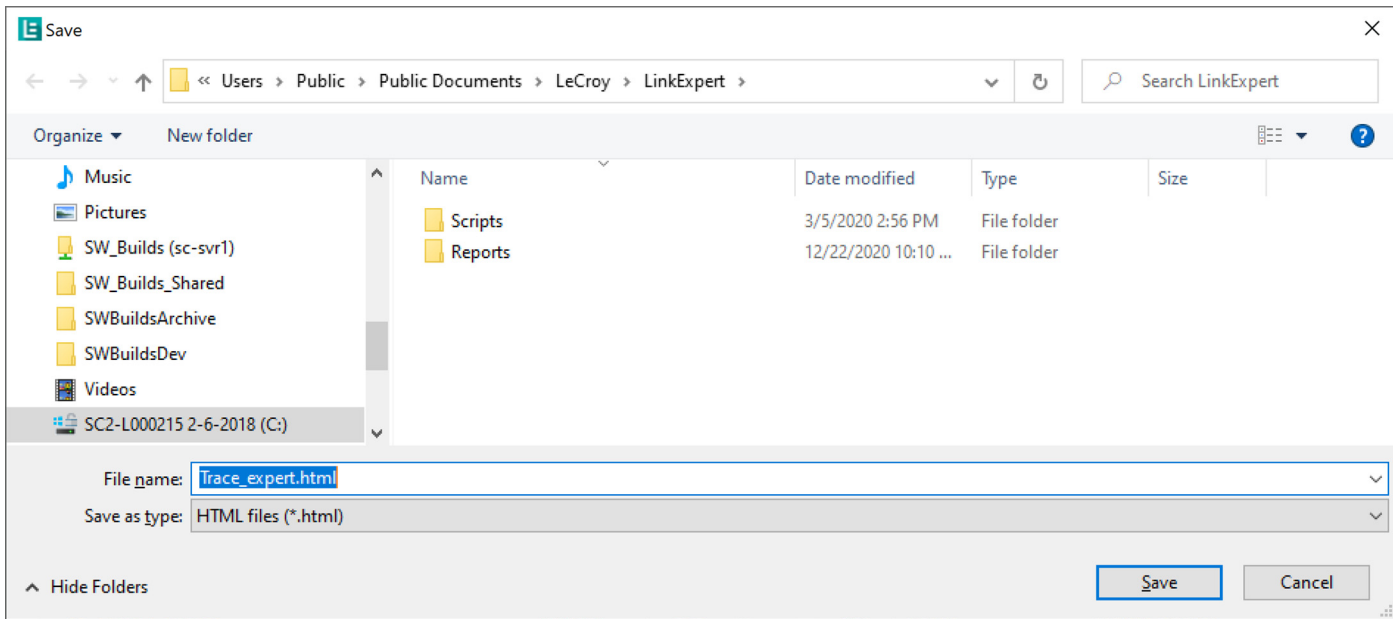 Save
« Users > Public > Public Documents > LeCroy > LinkExpert >
Search LinkExpert
Organize
New folder
Name Date modified Type Size
Music
Pictures
SW_Builds (sc-svr1)
SW_Builds_Shared
SWBuildsArchive
SWBuildsDev
Videos
SC2-L000215 2-6-2018 (C:)
Scripts 3/5/2020 2:56 PM File folder
Reports 12/22/2020 10:10 ... File folder
File name: Trace_expert.html
Save as type: HTML files (*.html)
Hide Folders
Save Cancel